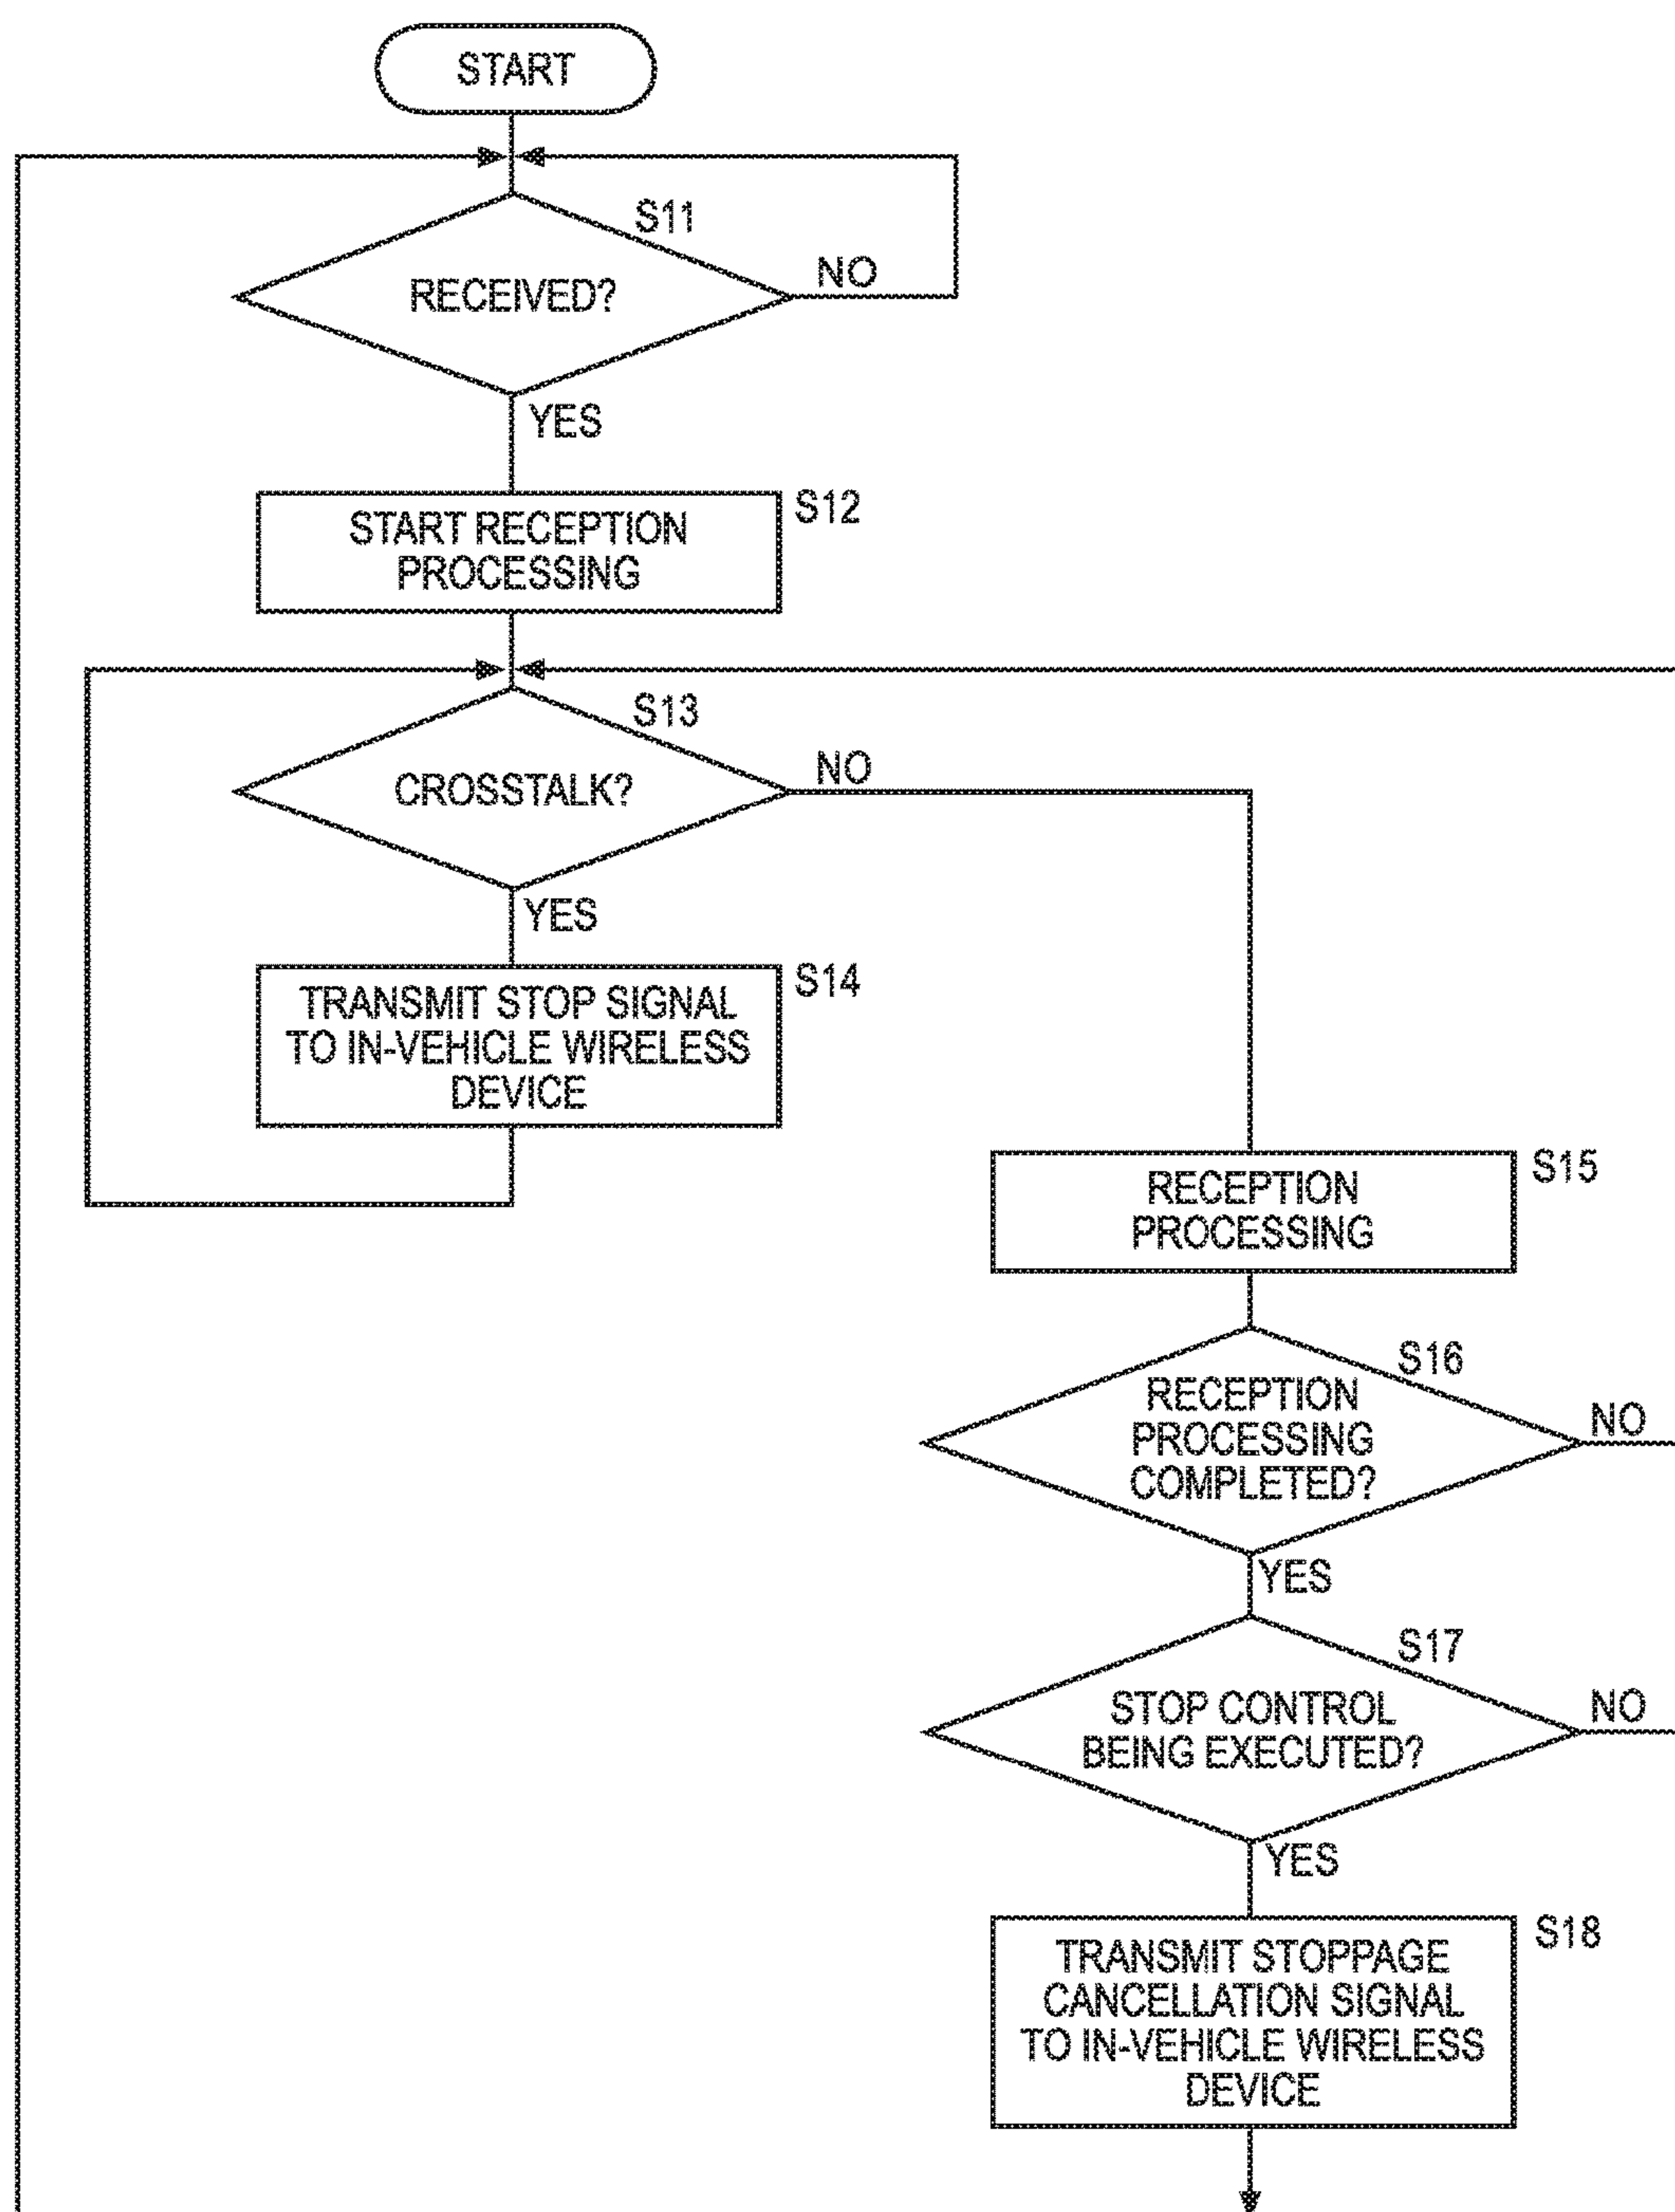 START
S11
RECEIVED?
NO
YES
S12
START RECEPTION
PROCESSING
S13
CROSSTALK?
NO
YES
S14
TRANSMIT STOP SIGNAL
TO IN-VEHICLE WIRELESS
DEVICE
S15
RECEPTION
PROCESSING
S16
RECEPTION
PROCESSING
COMPLETED?
NO
YES
S17
STOP CONTROL
BEING EXECUTED?
NO
YES
S18
TRANSMIT STOPPAGE
CANCELLATION SIGNAL
TO IN-VEHICLE WIRELESS
DEVICE